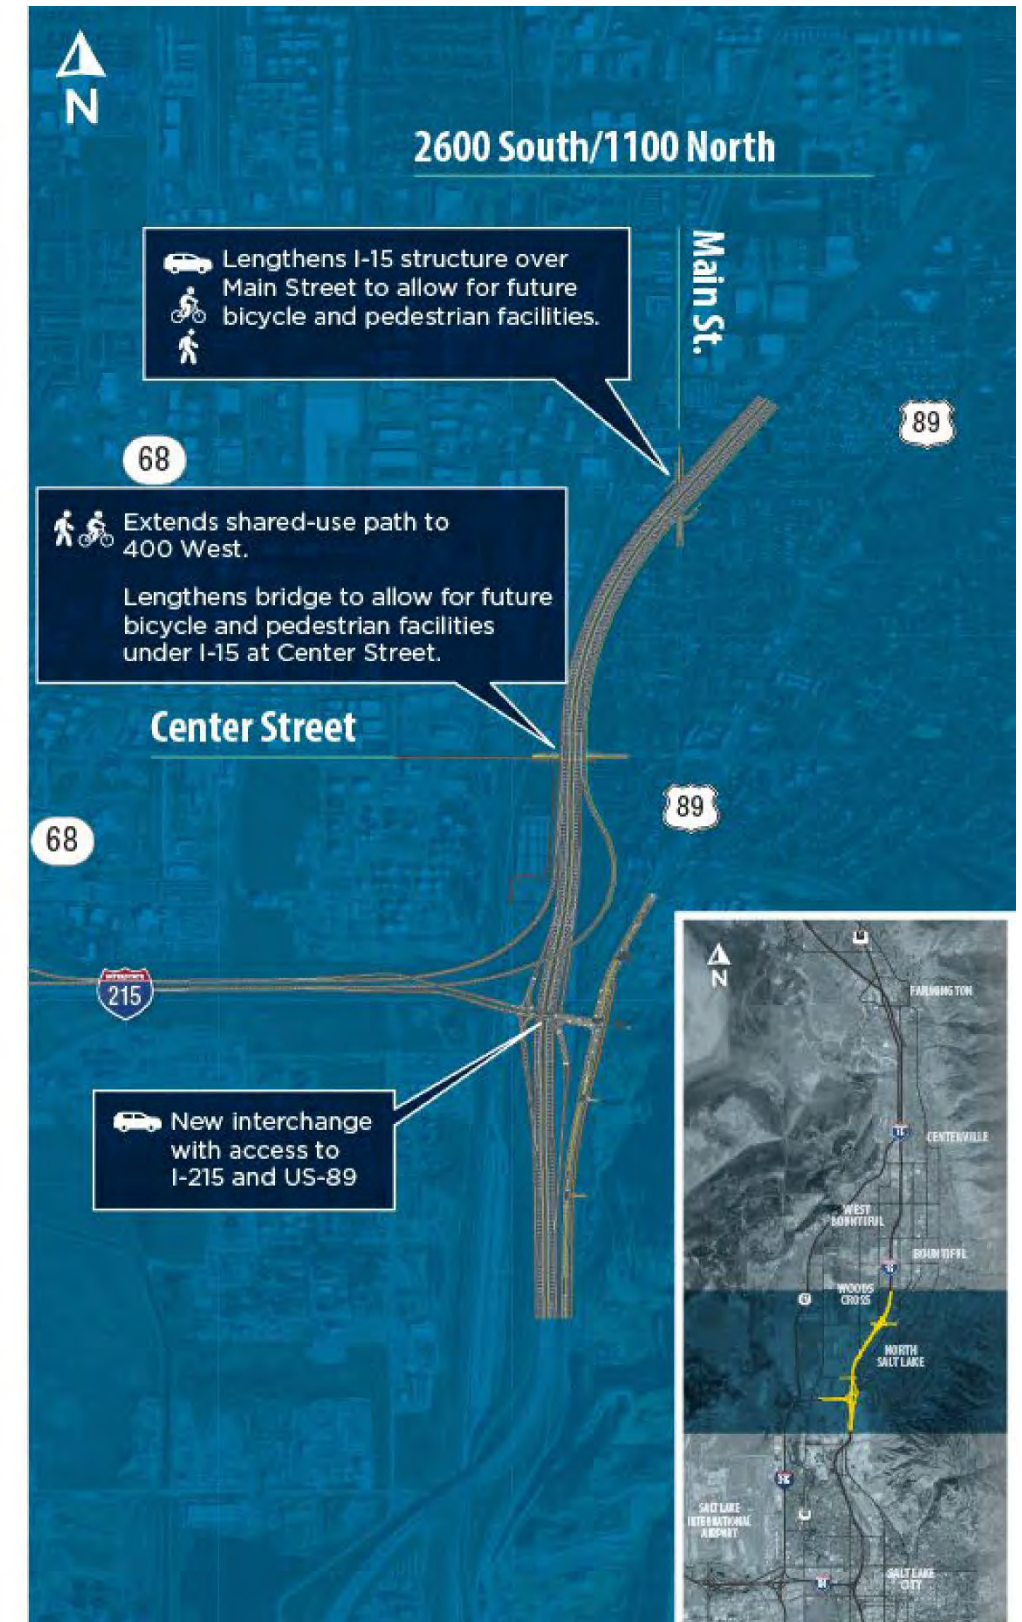 N
2600 South/1100 North
Lengthens I-15 structure over
Main Street to allow for future
bicycle and pedestrian facilities.
Main St.
89
68
Extends shared-use path to
400 West.
Lengthens bridge to allow for future
bicycle and pedestrian facilities
under I-15 at Center Street.
Center Street
89
68
INTERSTATE
215
New interchange
with access to
I-215 and US-89
N
FARMINGTON
15
CENTERVILLE
WEST
BOUNTIFUL
BOUNTIFUL
15
WOODS
CROSS
NORTH
SALT LAKE
SALT LAKE
INTERNATIONAL
AIRPORT
SALT LAKE
CITY